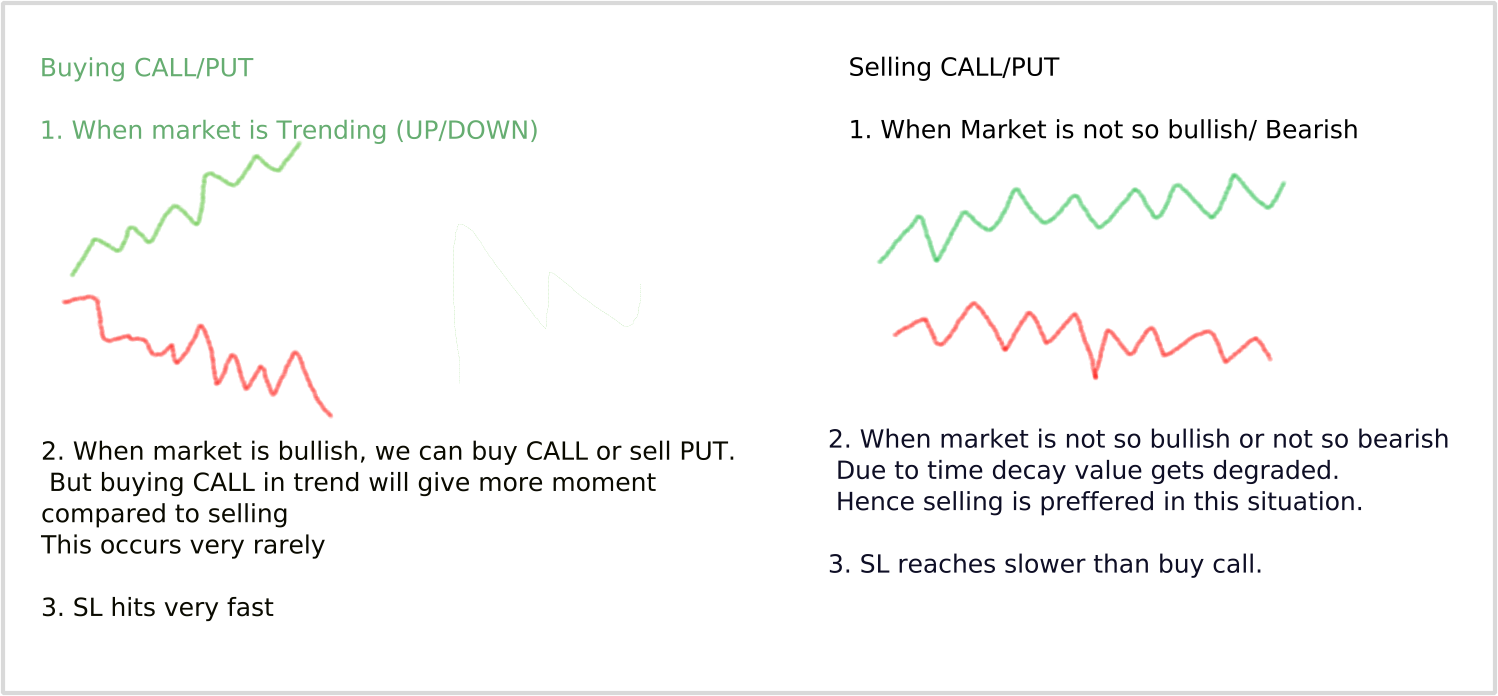 Buying CALL/PUT
1. When market is Trending (UP/DOWN)
2. When market is bullish, we can buy CALL or sell PUT.
But buying CALL in trend will give more moment
compared to selling
This occurs very rarely
3. SL hits very fast
Selling CALL/PUT
1. When Market is not so bullish/ Bearish
2. When market is not so bullish or not so bearish
Due to time decay value gets degraded.
Hence selling is preffered in this situation.
3. SL reaches slower than buy call.